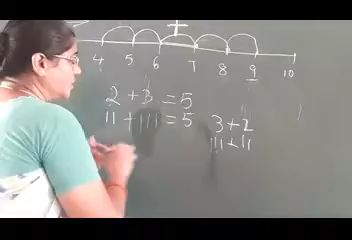 +
4 5 6 7 8 9 10
2 + 3 = 5
11 + 111 = 5
3 + 2
111 + 11